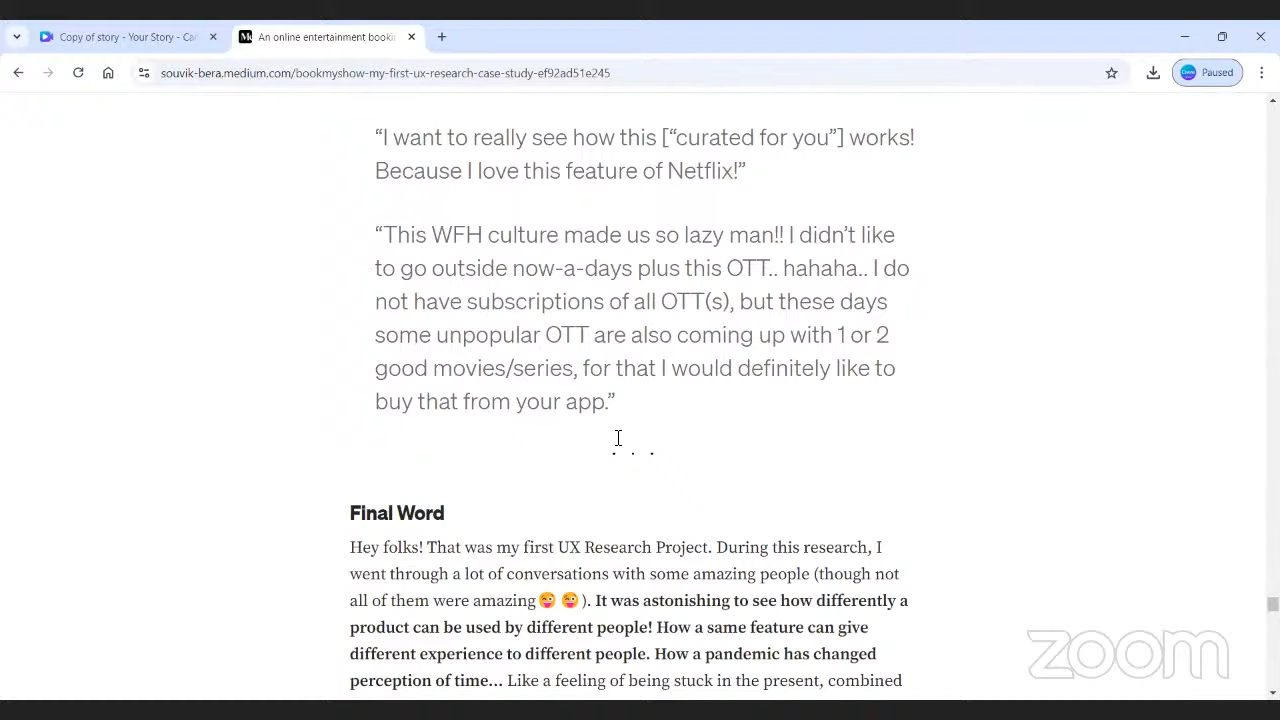 Copy of story - Your Story - Ca
An online entertainment booki
souvik-bera.medium.com/bookmyshow-my-first-ux-research-case-study-ef92ad51e245
Paused
“I want to really see how this [“curated for you”] works!
Because I love this feature of Netflix!”
“This WFH culture made us so lazy man!! I didn’t like
to go outside now-a-days plus this OTT.. hahaha.. I do
not have subscriptions of all OTT(s), but these days
some unpopular OTT are also coming up with 1 or 2
good movies/series, for that I would definitely like to
buy that from your app.”
. . .
Final Word
Hey folks! That was my first UX Research Project. During this research, I
went through a lot of conversations with some amazing people (though not
all of them were amazing😜 😜 ). It was astonishing to see how differently a
product can be used by different people! How a same feature can give
different experience to different people. How a pandemic has changed
perception of time… Like a feeling of being stuck in the present, combined
zoom